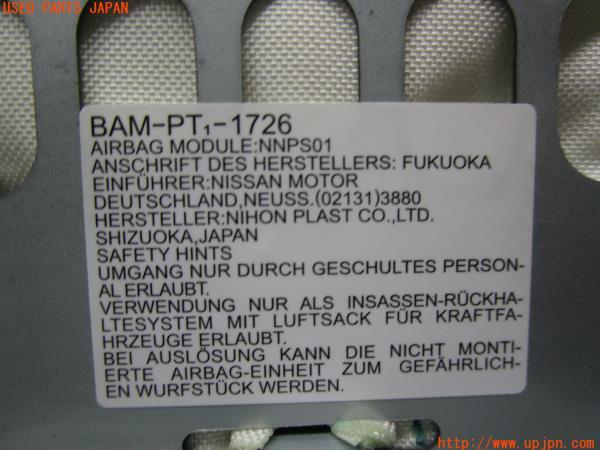 USED PARTS JAPAN
BAM-PT₁-1726
AIRBAG MODULE:NNPS01
ANSCHRIFT DES HERSTELLERS: FUKUOKA
EINFÜHRER:NISSAN MOTOR
DEUTSCHLAND,NEUSS.(02131)3880
HERSTELLER:NIHON PLAST CO.,LTD.
SHIZUOKA,JAPAN
SAFETY HINTS
UMGANG NUR DURCH GESCHULTES PERSON-
AL ERLAUBT.
VERWENDUNG NUR ALS INSASSEN-RÜCKHA-
LTESYSTEM MIT LUFTSACK FÜR KRAFTFA-
HRZEUGE ERLAUBT.
BEI AUSLÖSUNG KANN DIE NICHT MONTI-
ERTE AIRBAG-EINHEIT ZUM GEFÄHRLICH-
EN WURFSTÜCK WERDEN.
http://www.upjpn.com/